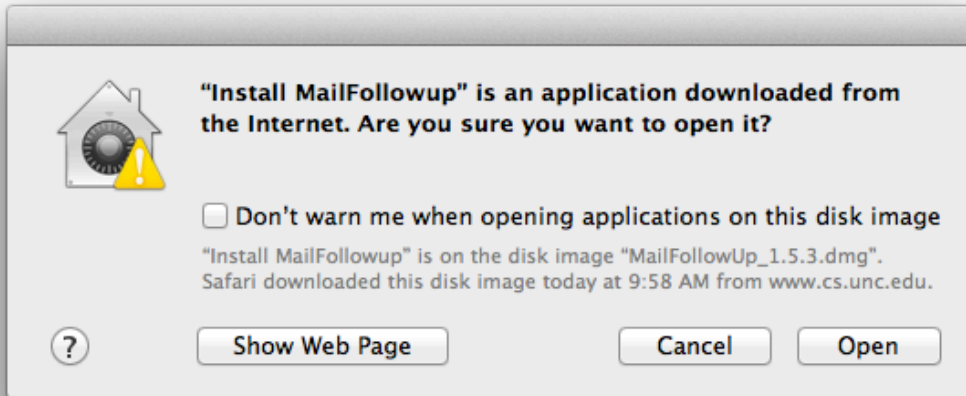 “Install MailFollowup” is an application downloaded from
the Internet. Are you sure you want to open it?
Don’t warn me when opening applications on this disk image
“Install MailFollowup” is on the disk image “MailFollowUp_1.5.3.dmg”.
Safari downloaded this disk image today at 9:58 AM from www.cs.unc.edu.
?
Show Web Page
Cancel
Open